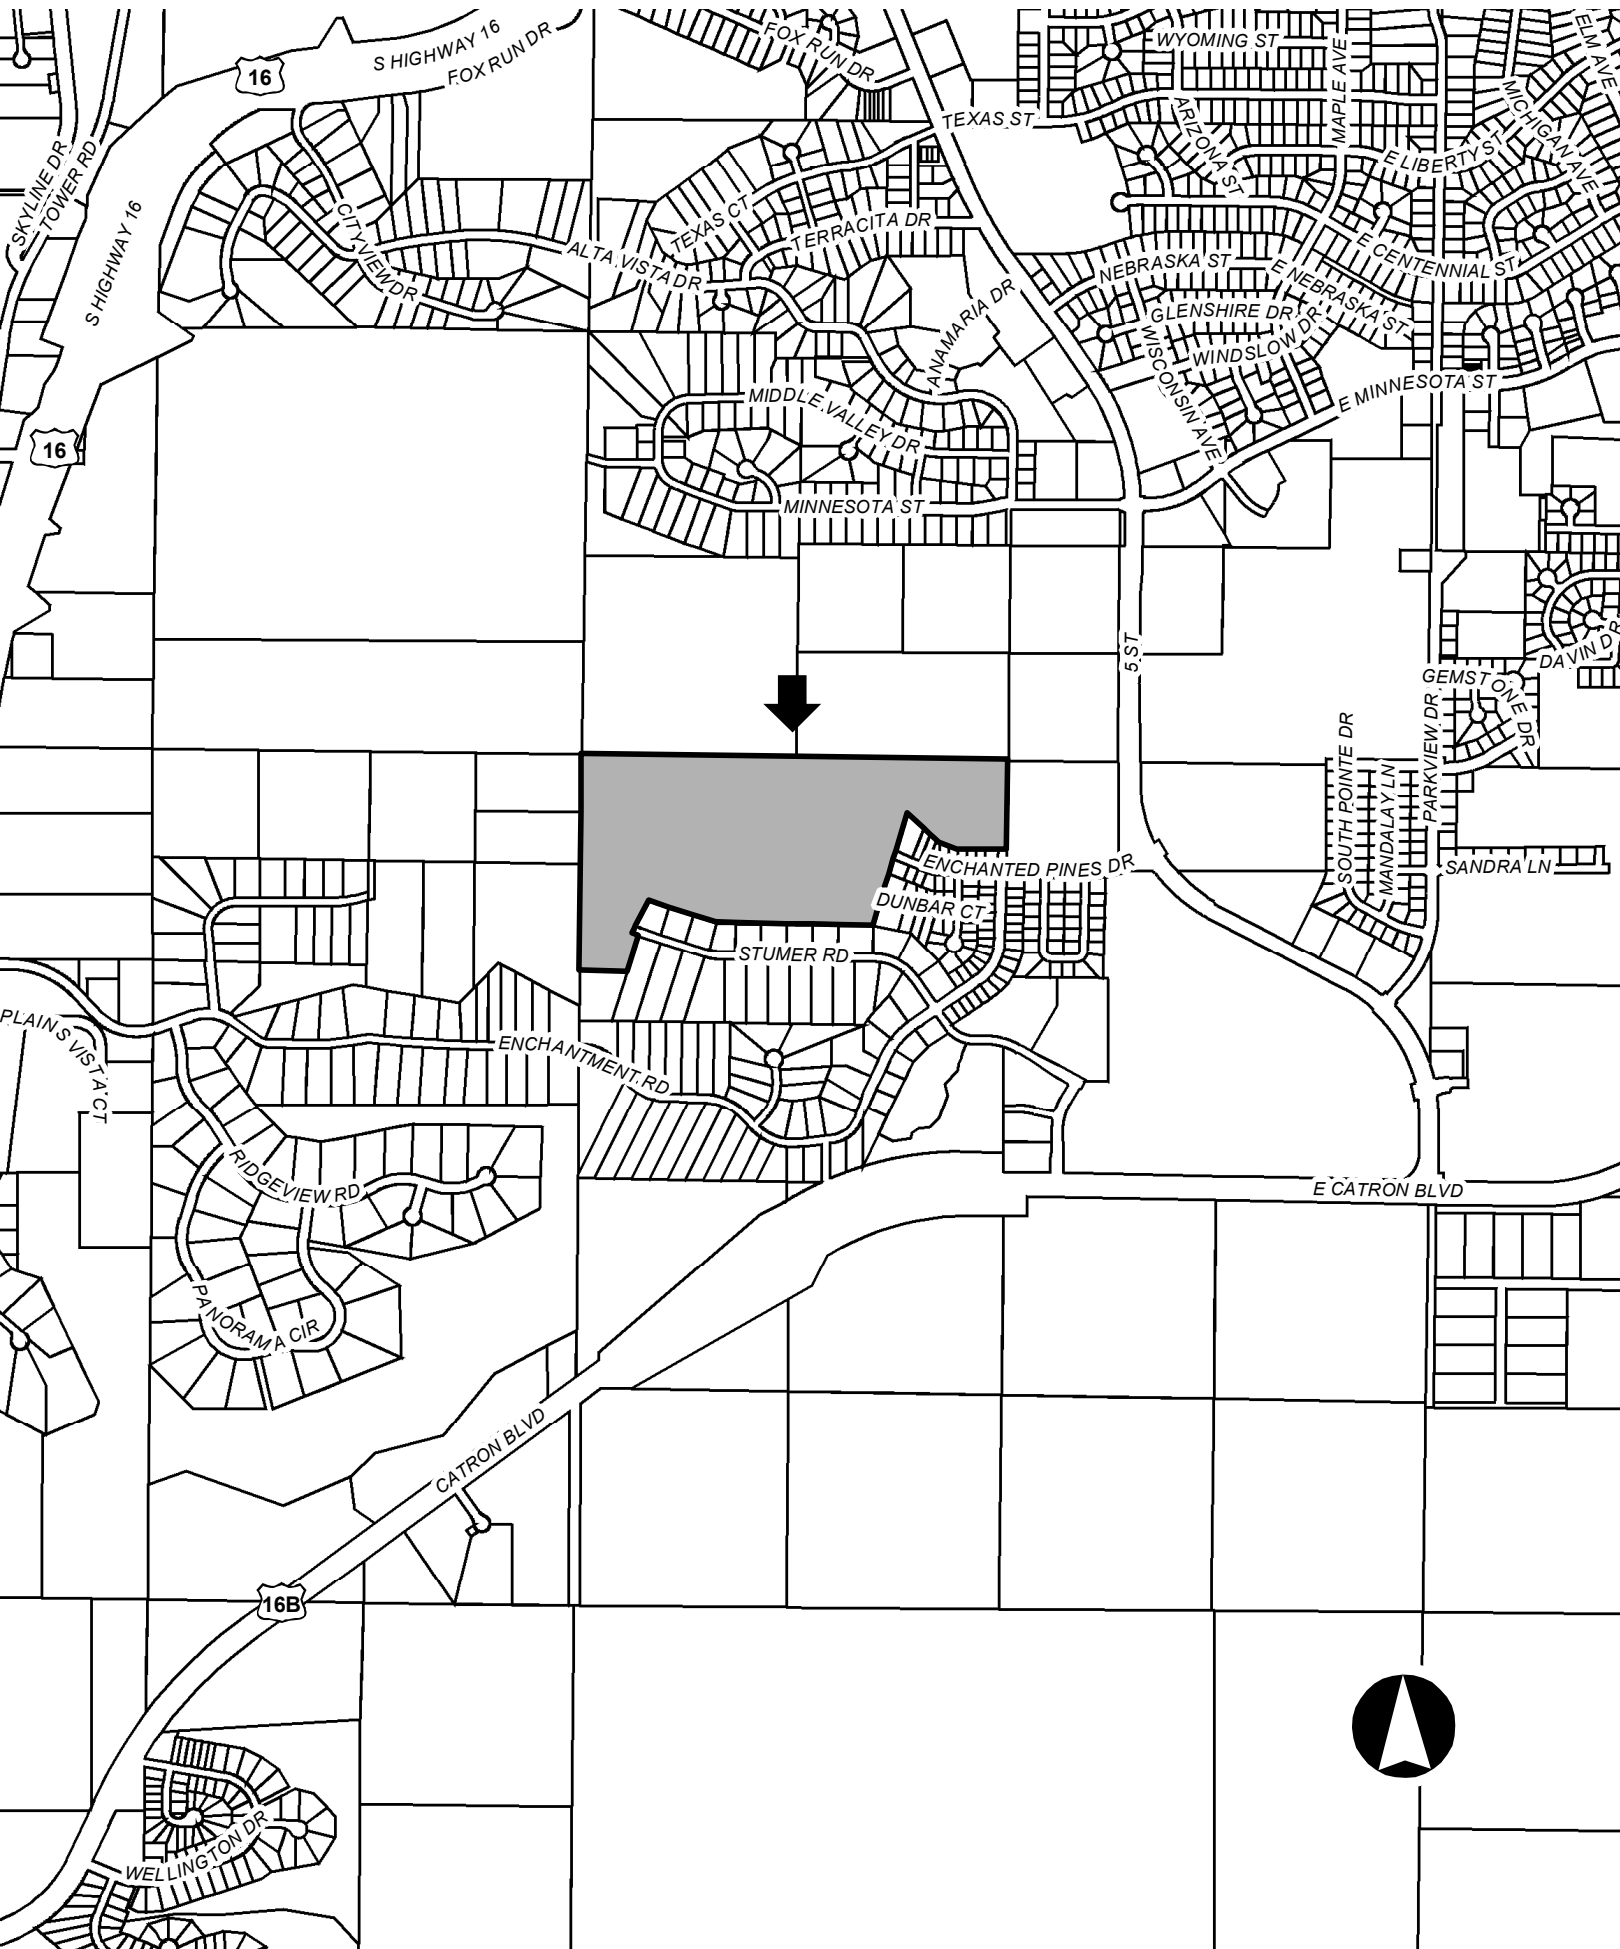 S HIGHWAY 16
FOX RUN DR
16
FOX RUN DR
WYOMING ST
MAPLE AVE
ELM AVE
MICHIGAN AVE
TEXAS ST
ARIZONA ST
E LIBERTY ST
SKYLINE DR
TOWER RD
S HIGHWAY 16
CITY VIEW DR
TEXAS CT
TERRACITA DR
ALTA VISTA DR
NEBRASKA ST
E CENTENNIAL ST
E NEBRASKA ST
ANAMARIA DR
GLENSHIRE DR
WINDSLOW DR
WISCONSIN AVE
E MINNESOTA ST
MIDDLE VALLEY DR
16
MINNESOTA ST
5 ST
DAVIN DR
GEMSTONE DR
PARKVIEW DR
SOUTH POINTE DR
MANDALAY LN
SANDRA LN
ENCHANTED PINES DR
DUNBAR CT
STUMER RD
PLAINS VISTA CT
ENCHANTMENT RD
RIDGEVIEW RD
E CATRON BLVD
PANORAMA CIR
CATRON BLVD
16B
WELLINGTON DR